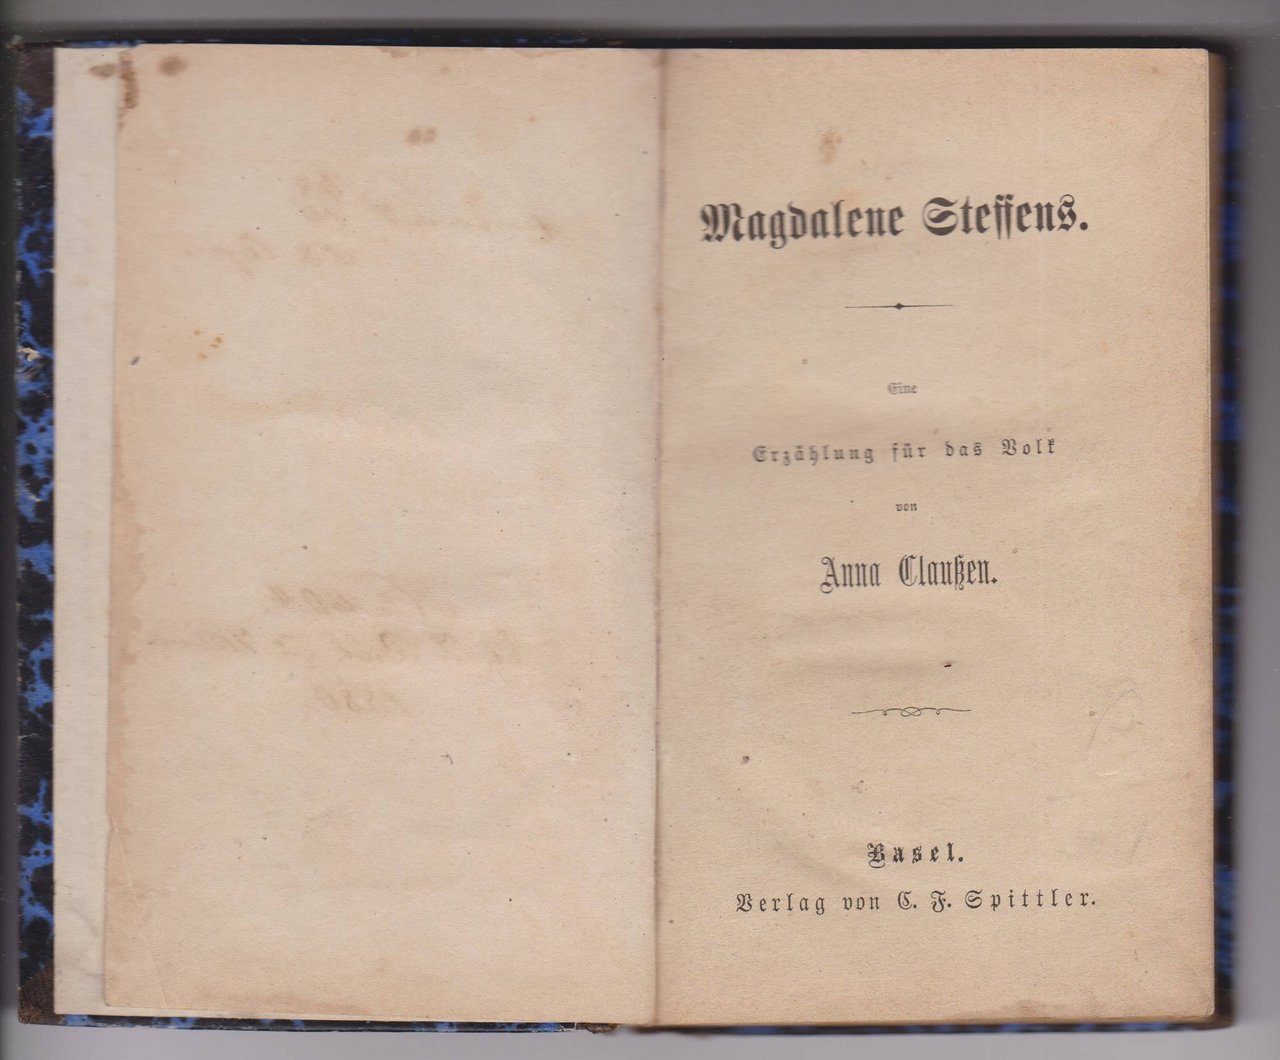 Magdalene Steffens.
Eine
Erzählung für das Volk
von
Anna Claußen.
Basel.
Verlag von C. F. Spittler.